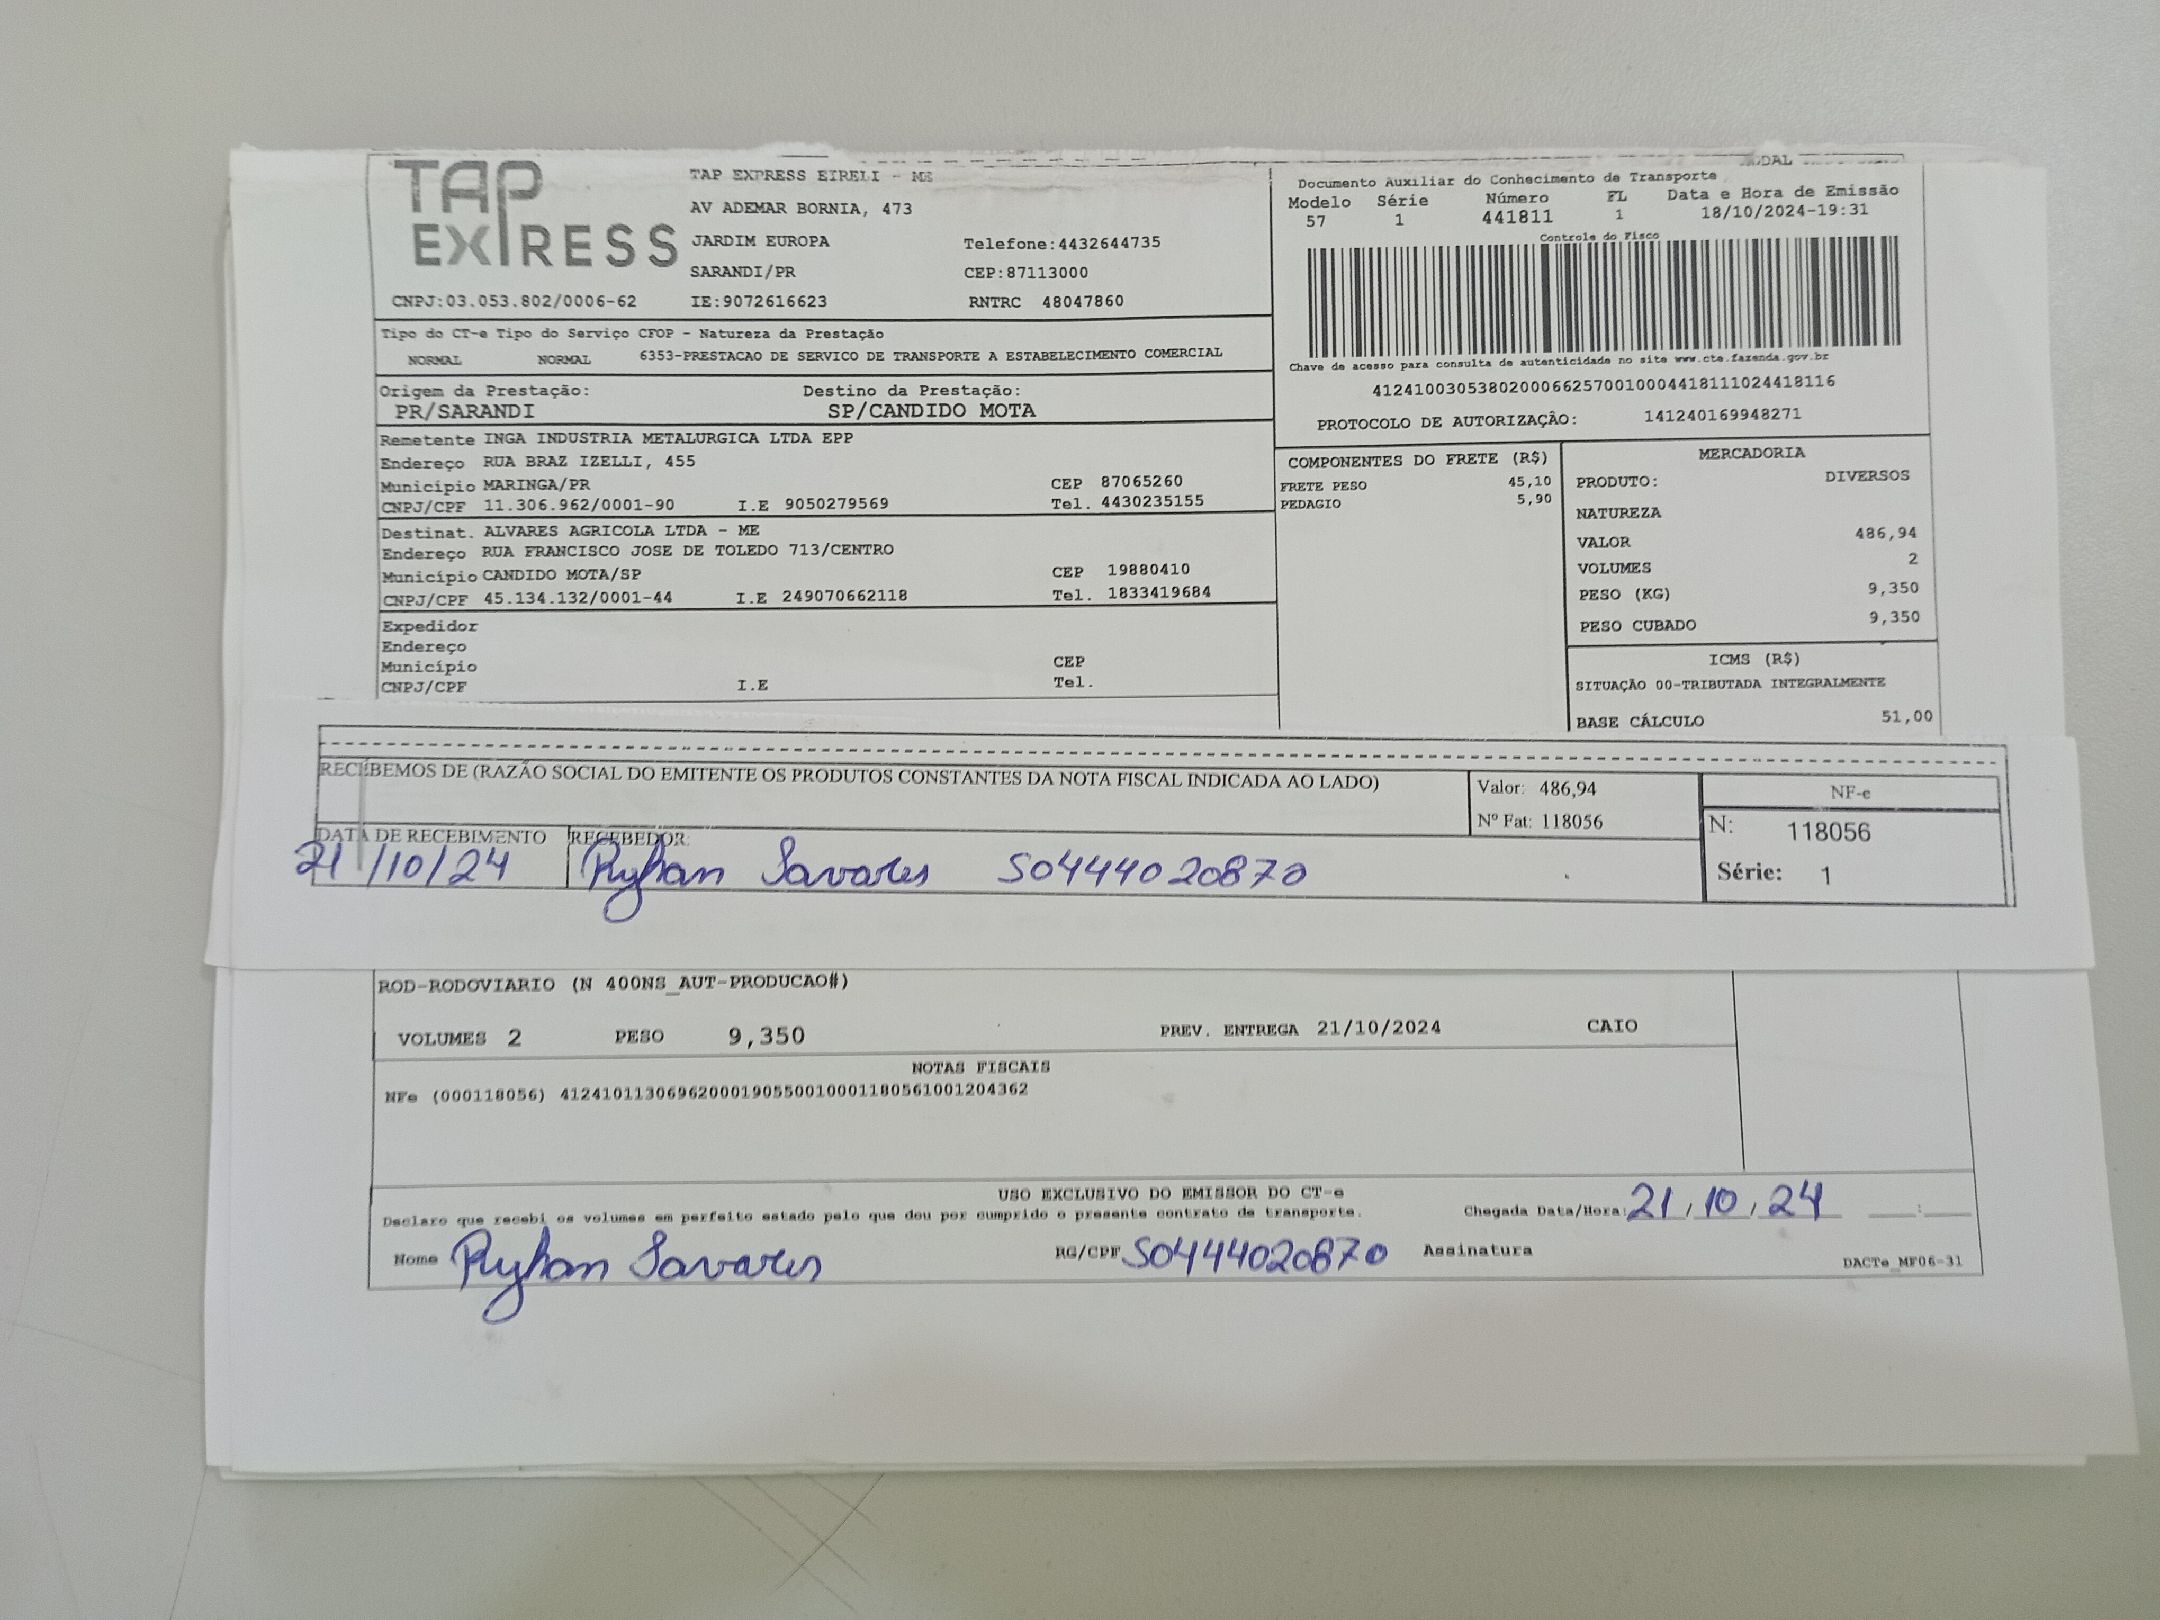 TAP
EXPRESS
TAP EXPRESS EIRELI - ME
AV ADEMAR BORNIA, 473
JARDIM EUROPA Telefone:4432644735
SARANDI/PR CEP:87113000
CNPJ:03.053.802/0006-62 IE:9072616623 RNTRC 48047860
Documento Auxiliar do Conhecimento de Transporte
Modelo Série Número FL Data e Hora de Emissão
57 1 441811 1 18/10/2024-19:31
Controle do Fisco
Chave de acesso para consulta de autenticidade no site www.cte.fazenda.gov.br
41241003053802000662570010004418111024418116
PROTOCOLO DE AUTORIZAÇÃO: 141240169948271
Tipo do CT-e Tipo do Serviço CFOP - Natureza da Prestação
NORMAL NORMAL 6353-PRESTACAO DE SERVICO DE TRANSPORTE A ESTABELECIMENTO COMERCIAL
Origem da Prestação: Destino da Prestação:
PR/SARANDI SP/CANDIDO MOTA
Remetente INGA INDUSTRIA METALURGICA LTDA EPP
Endereço RUA BRAZ IZELLI, 455
Município MARINGA/PR CEP 87065260
CNPJ/CPF 11.306.962/0001-90 I.E 9050279569 Tel. 4430235155
Destinat. ALVARES AGRICOLA LTDA - ME
Endereço RUA FRANCISCO JOSE DE TOLEDO 713/CENTRO
Município CANDIDO MOTA/SP CEP 19880410
CNPJ/CPF 45.134.132/0001-44 I.E 249070662118 Tel. 1833419684
Expedidor
Endereço
Município CEP
CNPJ/CPF I.E Tel.
COMPONENTES DO FRETE (R$)
FRETE PESO 45,10
PEDAGIO 5,90
MERCADORIA
PRODUTO: DIVERSOS
NATUREZA
VALOR 486,94
VOLUMES 2
PESO (KG) 9,350
PESO CUBADO 9,350
ICMS (R$)
SITUAÇÃO 00-TRIBUTADA INTEGRALMENTE
BASE CÁLCULO 51,00
RECEBEMOS DE (RAZÃO SOCIAL DO EMITENTE OS PRODUTOS CONSTANTES DA NOTA FISCAL INDICADA AO LADO)
Valor: 486,94
Nº Fat: 118056
NF-e
N: 118056
Série: 1
DATA DE RECEBIMENTO RECEBEDOR:
21/10/24 Ryhan Savares 50444020870
ROD-RODOVIARIO (N 400NS_AUT-PRODUCAO#)
VOLUMES 2 PESO 9,350 PREV. ENTREGA 21/10/2024 CAIO
NOTAS FISCAIS
NFe (000118056) 41241011306962000190550010001180561001204362
USO EXCLUSIVO DO EMISSOR DO CT-e
Declaro que recebi os volumes em perfeito estado pelo que dou por cumprido o presente contrato de transporte. Chegada Data/Hora: 21/10/24 __:__
Nome Ryhan Savares RG/CPF 50444020870 Assinatura
DACTe_MF06-31